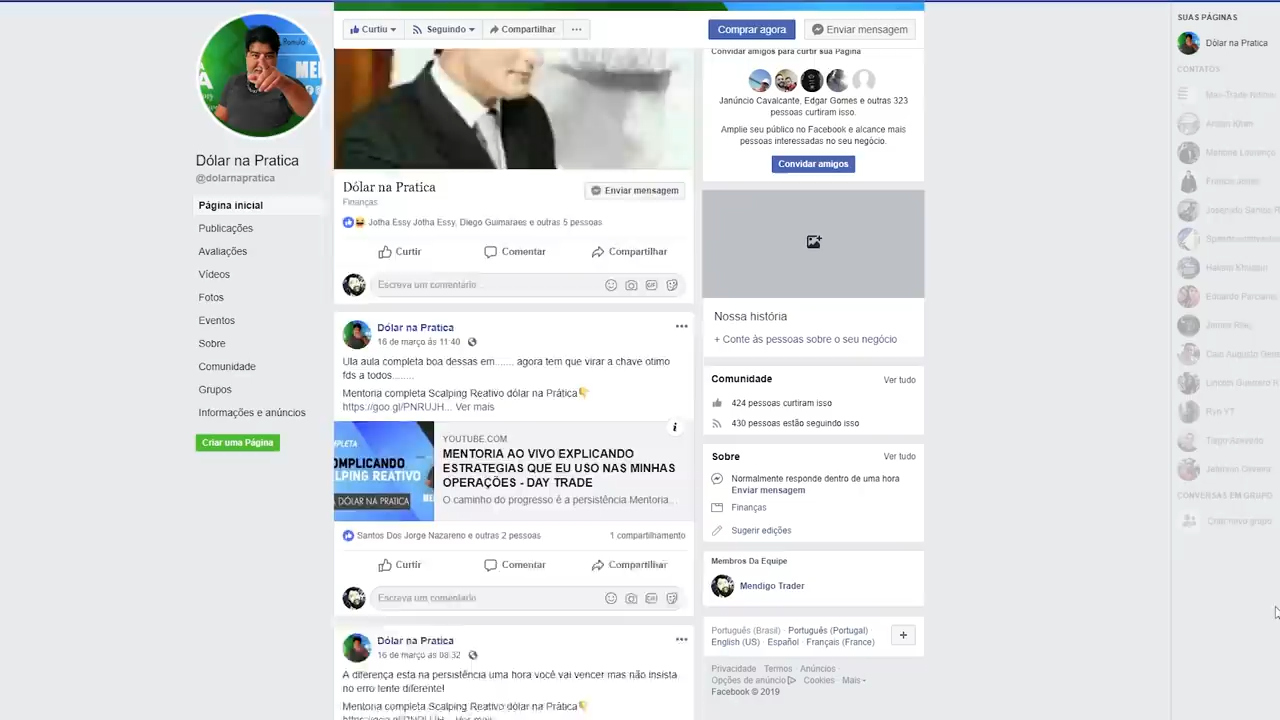 Curtiu
Seguindo
Compartilhar
Comprar agora
Enviar mensagem
SUAS PÁGINAS
Dólar na Pratica
CONTATOS
Dólar na Pratica
@dolarnapratica
Página inicial
Publicações
Avaliações
Vídeos
Fotos
Eventos
Sobre
Comunidade
Grupos
Informações e anúncios
Criar uma Página
Dólar na Pratica
Finanças
Enviar mensagem
Jotha Essy Jotha Essy, Diego Guimaraes e outras 5 pessoas
Curtir
Comentar
Compartilhar
Escreva um comentário...
Dólar na Pratica
16 de março às 11:40
Ula aula completa boa dessas em...... agora tem que virar a chave otimo
fds a todos........
Mentoria completa Scalping Reativo dólar na Prática👇
https://goo.gl/PNRUJH... Ver mais
OMPLICANDO
LPING REATIVO
DÓLAR NA PRATICA
YOUTUBE.COM
MENTORIA AO VIVO EXPLICANDO
ESTRATEGIAS QUE EU USO NAS MINHAS
OPERAÇÕES - DAY TRADE
O caminho do progresso é a persistência Mentoria...
Santos Dos Jorge Nazareno e outras 2 pessoas
1 compartilhamento
Curtir
Comentar
Compartilhar
Escreva um comentário
Dólar na Pratica
16 de março às 08:32
A diferença esta na persistência uma hora você vai vencer mas não insista
no erro tente diferente!
Mentoria completa Scalping Reativo dólar na Prática👇
Convidar amigos para curtir sua Página
Janúncio Cavalcante, Edgar Gomes e outras 323
pessoas curtiram isso.
Amplie seu público no Facebook e alcance mais
pessoas interessadas no seu negócio.
Convidar amigos
Nossa história
+ Conte às pessoas sobre o seu negócio
Comunidade
Ver tudo
424 pessoas curtiram isso
430 pessoas estão seguindo isso
Sobre
Ver tudo
Normalmente responde dentro de uma hora
Enviar mensagem
Finanças
Sugerir edições
Membros Da Equipe
Mendigo Trader
Português (Brasil) · Português (Portugal)
English (US) · Español · Français (France)
Privacidade · Termos · Anúncios ·
Opções de anúncio · Cookies · Mais
Facebook © 2019
CONVERSAS EM GRUPO
Criar novo grupo